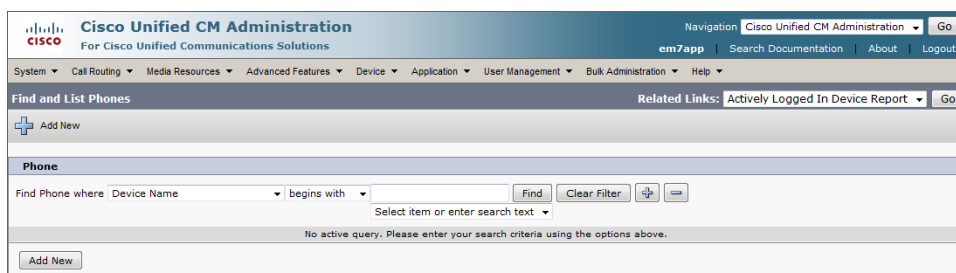 Cisco Unified CM Administration
For Cisco Unified Communications Solutions
CISCO
Navigation Cisco Unified CM Administration Go
em7app | Search Documentation | About | Logout
System Call Routing Media Resources Advanced Features Device Application User Management Bulk Administration Help
Find and List Phones Related Links: Actively Logged In Device Report Go
Add New
Phone
Find Phone where Device Name begins with Find Clear Filter
Select item or enter search text
No active query. Please enter your search criteria using the options above.
Add New